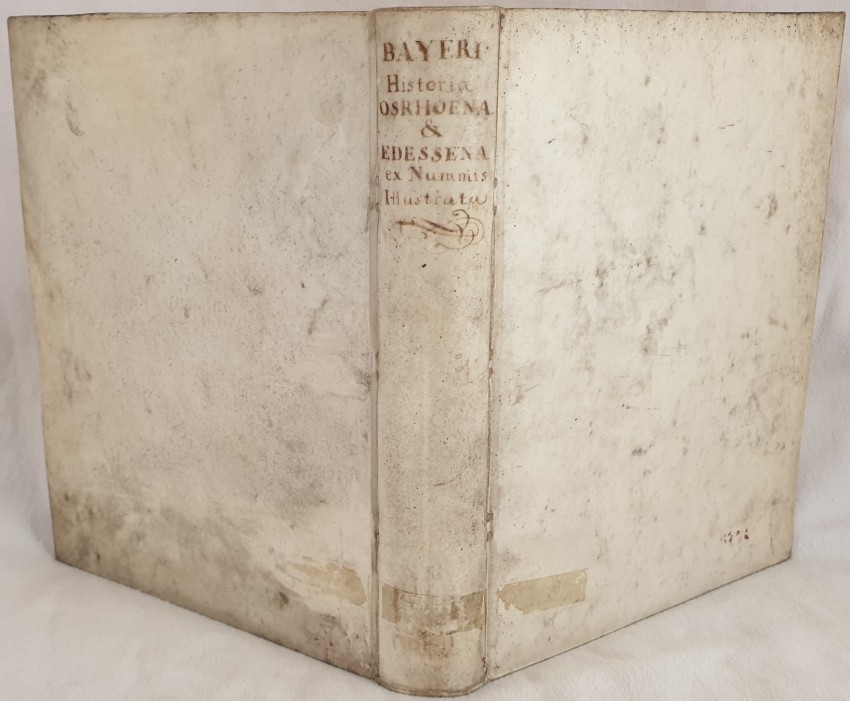 BAYERI
Historia
OSRHOENA
&
EDESSENA
ex Nummis
Illustrata